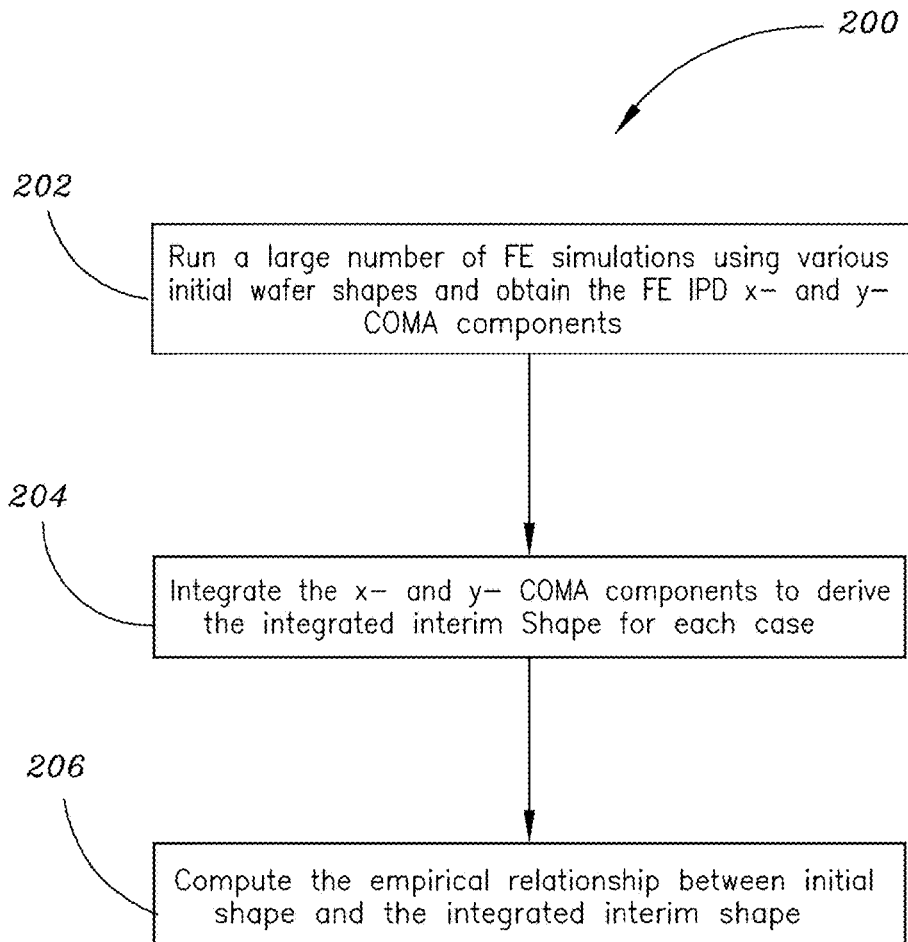 200
202
Run a large number of FE simulations using various
initial wafer shapes and obtain the FE IPD x- and y-
COMA components
204
Integrate the x- and y- COMA components to derive
the integrated interim Shape for each case
206
Compute the empirical relationship between initial
shape and the integrated interim shape